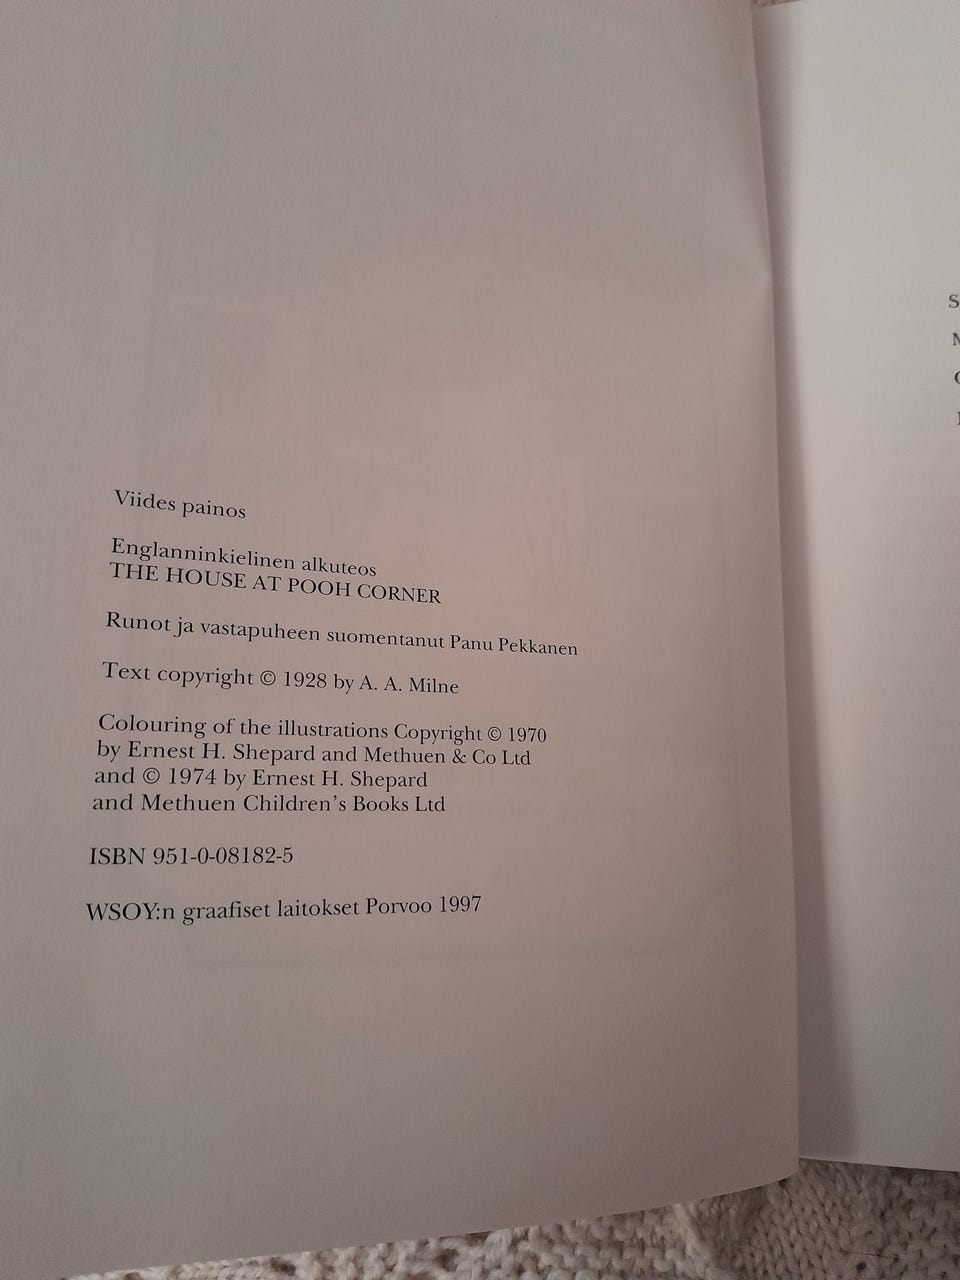 Viides painos
Englanninkielinen alkuteos
THE HOUSE AT POOH CORNER
Runot ja vastapuheen suomentanut Panu Pekkanen
Text copyright © 1928 by A. A. Milne
Colouring of the illustrations Copyright © 1970
by Ernest H. Shepard and Methuen & Co Ltd
and © 1974 by Ernest H. Shepard
and Methuen Children's Books Ltd
ISBN 951-0-08182-5
WSOY:n graafiset laitokset Porvoo 1997